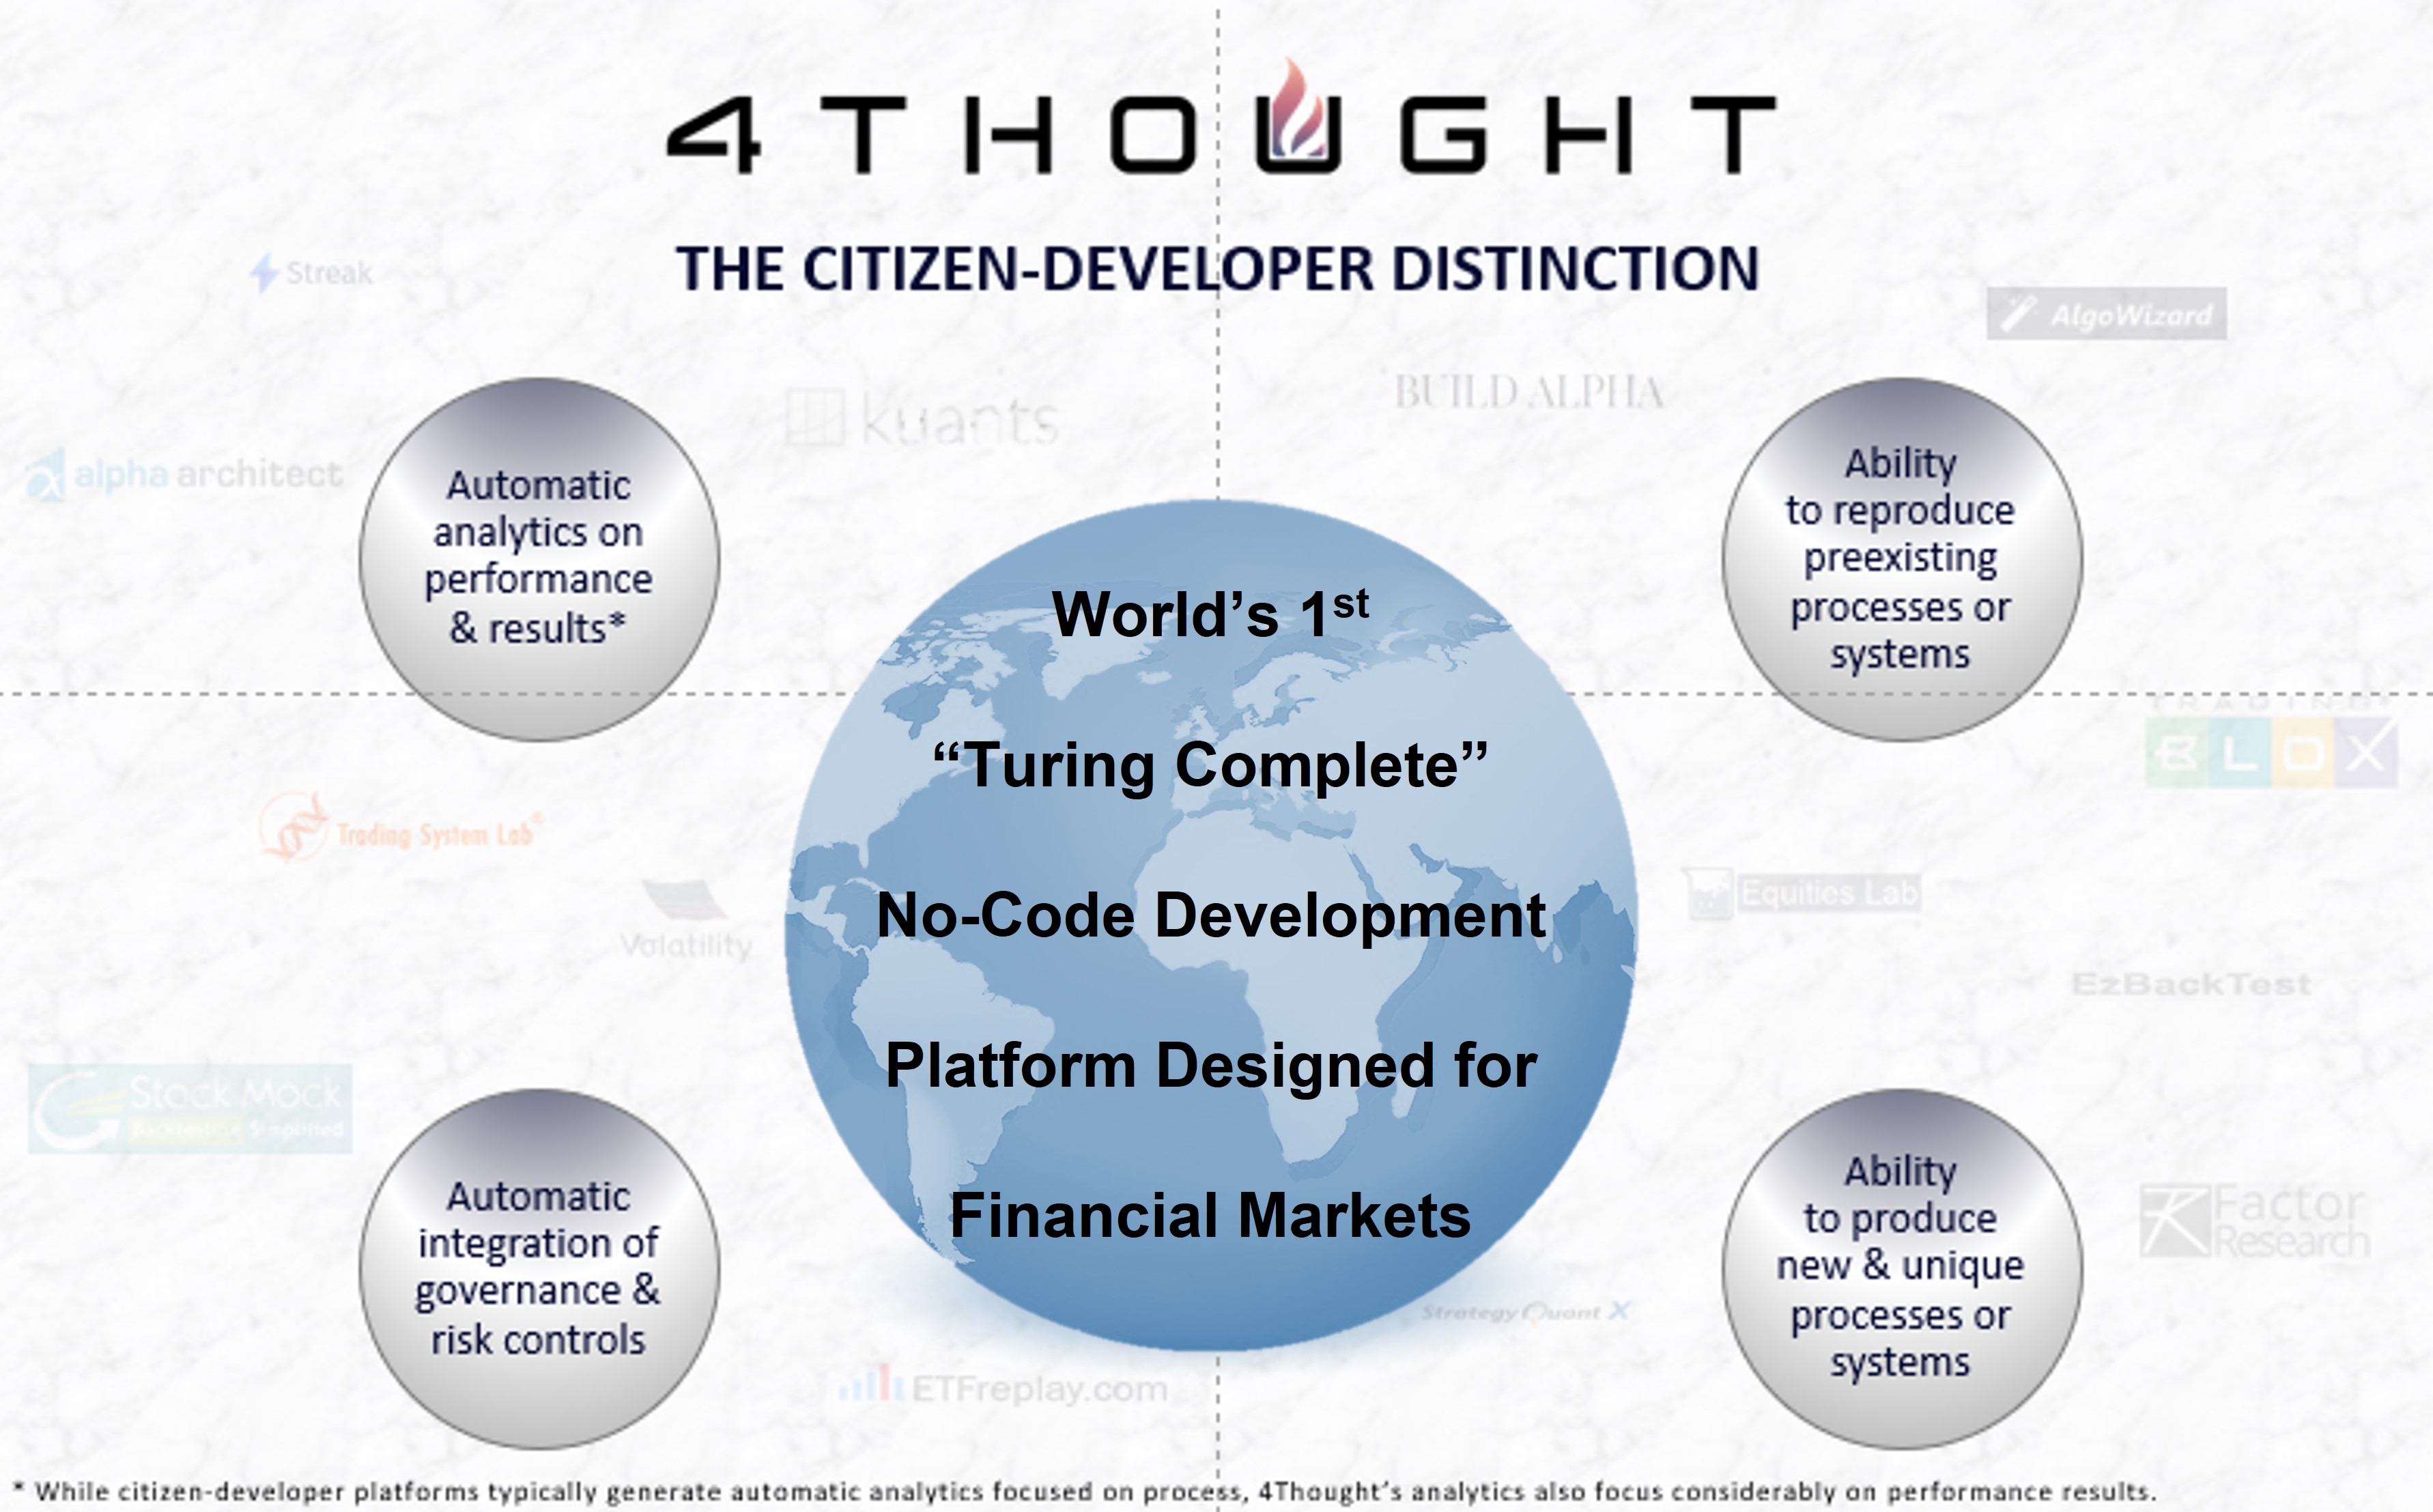 4THOUGHT
THE CITIZEN-DEVELOPER DISTINCTION
Streak
AlgoWizard
BUILD ALPHA
kuants
alpha architect
Automatic
analytics on
performance
& results*
Ability
to reproduce
preexisting
processes or
systems
World's 1st
“Turing Complete”
No-Code Development
Platform Designed for
Financial Markets
TRADING
BLOX
Trading System Lab©
Volatility
Equities Lab
EzBackTest
Stock Mock
Backtesting Simplified
Automatic
integration of
governance &
risk controls
Ability
to produce
new & unique
processes or
systems
Factor
Research
StrategyQuant X
ETFreplay.com
* While citizen-developer platforms typically generate automatic analytics focused on process, 4Thought’s analytics also focus considerably on performance results.